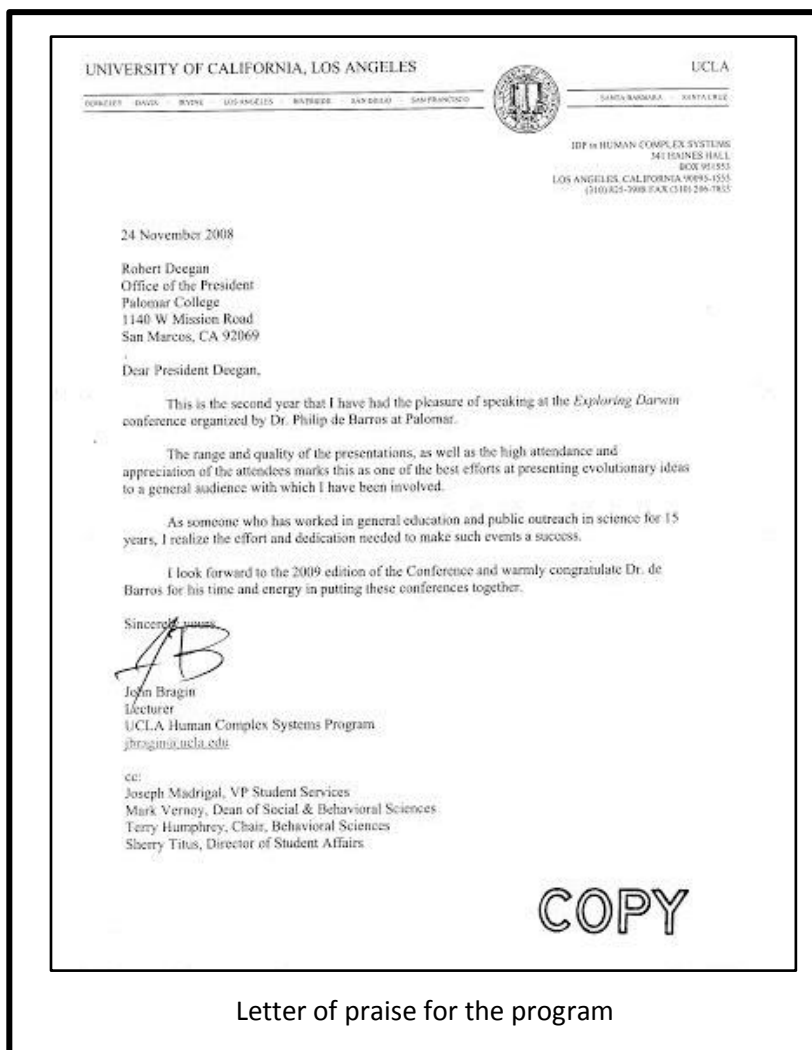 UNIVERSITY OF CALIFORNIA, LOS ANGELES
UCLA
BERKELEY · DAVIS · IRVINE · LOS ANGELES · RIVERSIDE · SAN DIEGO · SAN FRANCISCO
SANTA BARBARA · SANTA CRUZ
IDP in HUMAN COMPLEX SYSTEMS
341 HAINES HALL
BOX 951553
LOS ANGELES, CALIFORNIA 90095-1553
(310) 825-3908 FAX (310)
24 November 2008
Robert Deegan
Office of the President
Palomar College
1140 W Mission Road
San Marcos, CA 92069
Dear President Deegan,
This is the second year that I have had the pleasure of speaking at the Exploring Darwin
conference organized by Dr. Philip de Barros at Palomar.
The range and quality of the presentations, as well as the high attendance and
appreciation of the attendees marks this as one of the best efforts at presenting evolutionary ideas
to a general audience with which I have been involved.
As someone who has worked in general education and public outreach in science for 15
years, I realize the effort and dedication needed to make such events a success.
I look forward to the 2009 edition of the Conference and warmly congratulate Dr. de
Barros for his time and energy in putting these conferences together.
Sincerely yours,
JB
John Bragin
Lecturer
UCLA Human Complex Systems Program
jbragin@ucla.edu
cc:
Joseph Madrigal, VP Student Services
Mark Vernoy, Dean of Social & Behavioral Sciences
Terry Humphrey, Chair, Behavioral Sciences
Sherry Titus, Director of Student Affairs
COPY
Letter of praise for the program